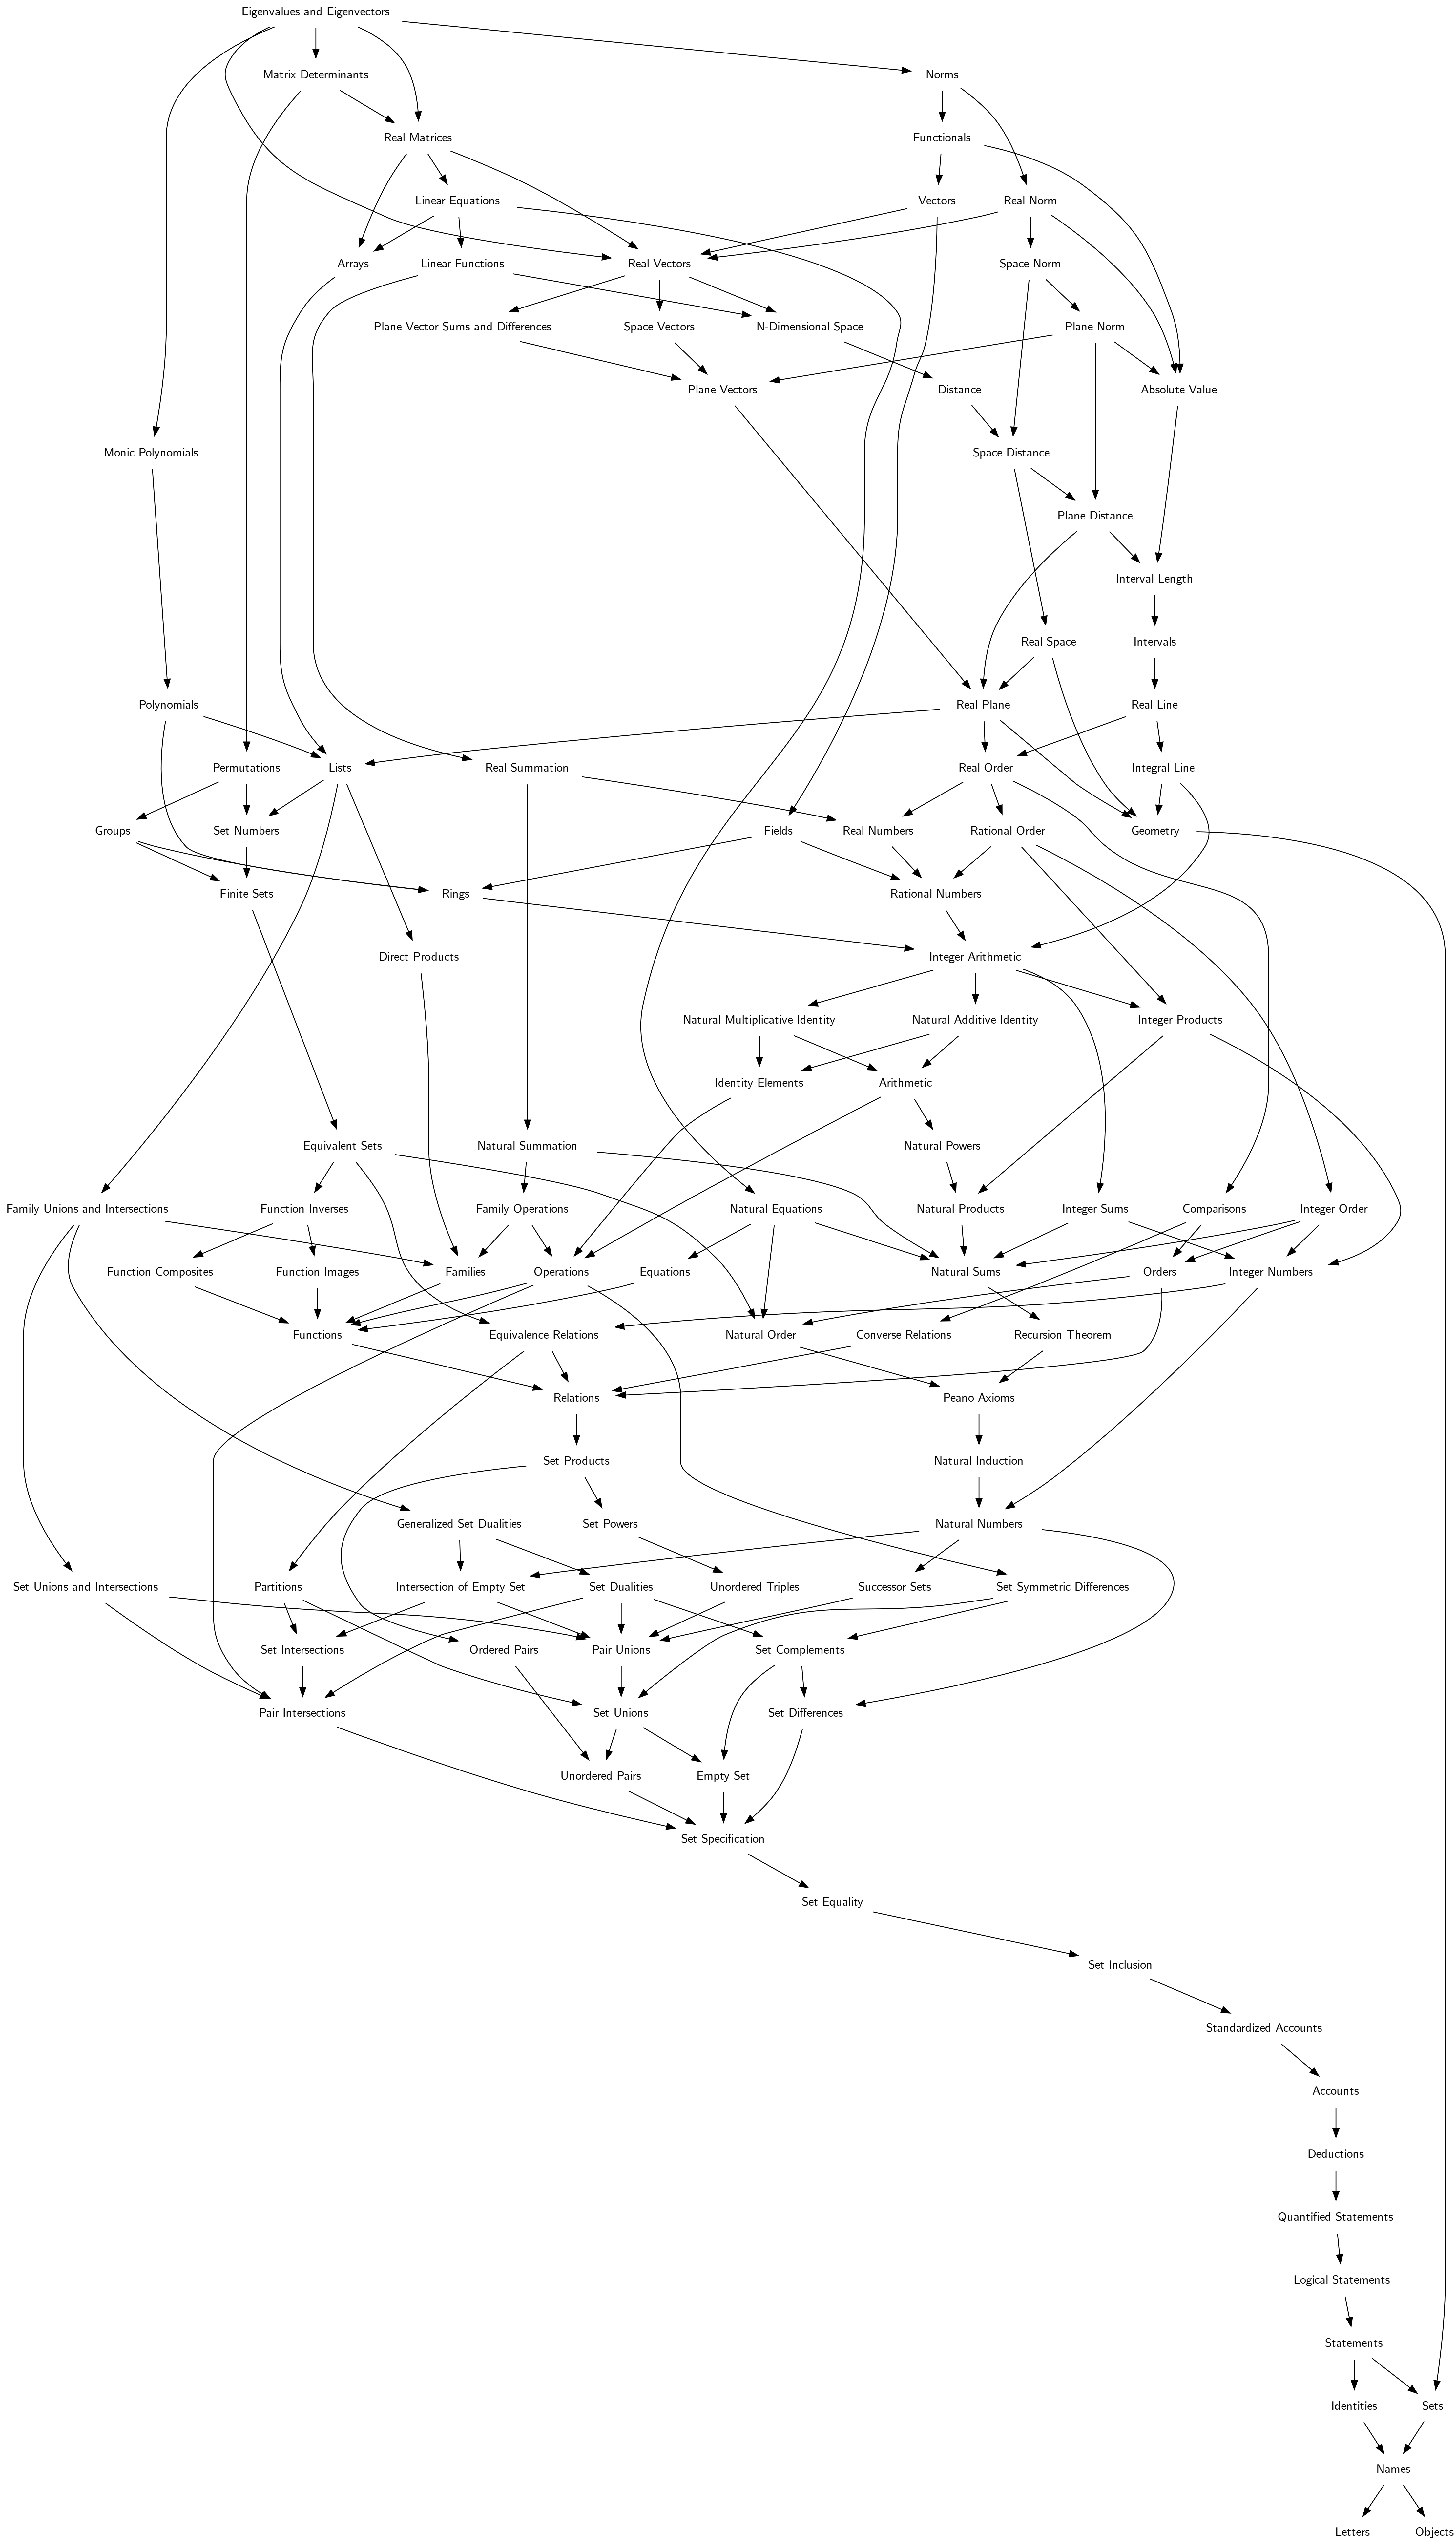 Eigenvalues and Eigenvectors
Matrix Determinants
Norms
Real Matrices
Functionals
Linear Equations
Vectors
Real Norm
Arrays
Linear Functions
Real Vectors
Space Norm
Plane Vector Sums and Differences
Space Vectors
N-Dimensional Space
Plane Norm
Plane Vectors
Distance
Absolute Value
Monic Polynomials
Space Distance
Plane Distance
Interval Length
Real Space
Intervals
Polynomials
Real Plane
Real Line
Permutations
Lists
Real Summation
Real Order
Integral Line
Groups
Set Numbers
Fields
Real Numbers
Rational Order
Geometry
Finite Sets
Rings
Rational Numbers
Direct Products
Integer Arithmetic
Natural Multiplicative Identity
Natural Additive Identity
Integer Products
Identity Elements
Arithmetic
Equivalent Sets
Natural Summation
Natural Powers
Family Unions and Intersections
Function Inverses
Family Operations
Natural Equations
Natural Products
Integer Sums
Comparisons
Integer Order
Function Composites
Function Images
Families
Operations
Equations
Natural Sums
Orders
Integer Numbers
Functions
Equivalence Relations
Natural Order
Converse Relations
Recursion Theorem
Relations
Peano Axioms
Set Products
Natural Induction
Generalized Set Dualities
Set Powers
Natural Numbers
Set Unions and Intersections
Partitions
Intersection of Empty Set
Set Dualities
Unordered Triples
Successor Sets
Set Symmetric Differences
Set Intersections
Ordered Pairs
Pair Unions
Set Complements
Pair Intersections
Set Unions
Set Differences
Unordered Pairs
Empty Set
Set Specification
Set Equality
Set Inclusion
Standardized Accounts
Accounts
Deductions
Quantified Statements
Logical Statements
Statements
Identities
Sets
Names
Letters
Objects